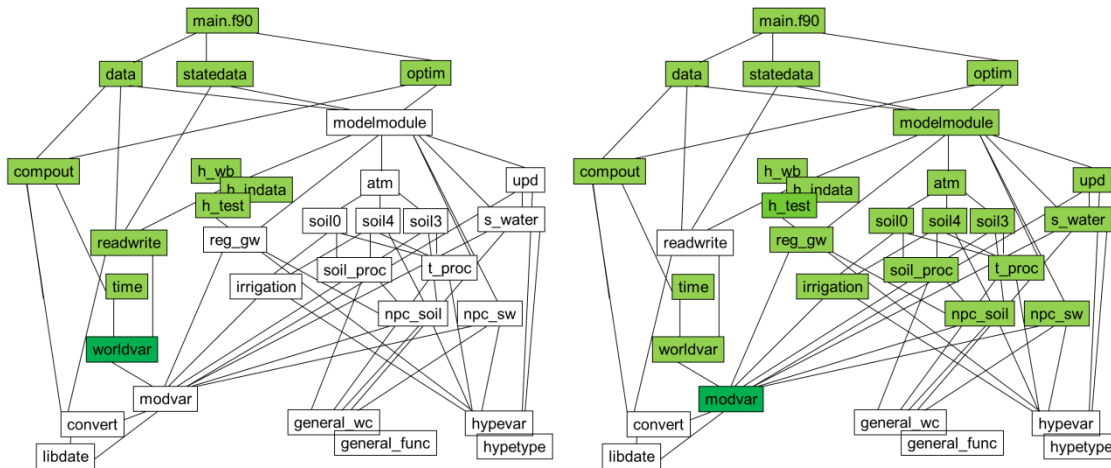 main.f90
data
statedata
optim
modelmodule
compout
h_wb
h_indata
h_test
atm
upd
soil0
soil4
soil3
s_water
readwrite
reg_gw
soil_proc
t_proc
time
irrigation
npc_soil
npc_sw
worldvar
modvar
convert
general_wc
hypevar
general_func
hypetype
libdate
main.f90
data
statedata
optim
modelmodule
compout
h_wb
h_indata
h_test
atm
upd
soil0
soil4
soil3
s_water
readwrite
reg_gw
soil_proc
t_proc
time
irrigation
npc_soil
npc_sw
worldvar
modvar
convert
general_wc
hypevar
general_func
hypetype
libdate